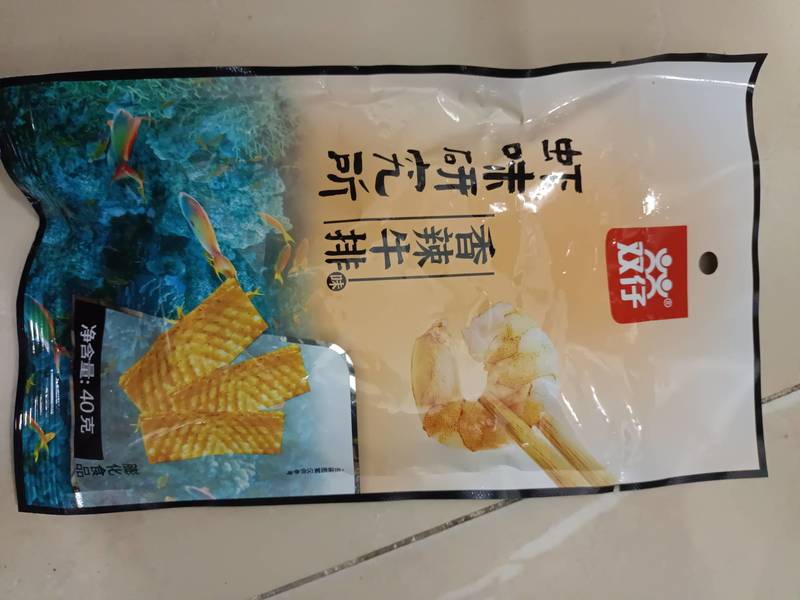 双仔
®
虾味研究所
香辣牛排
味
净含量: 40克
膨化食品